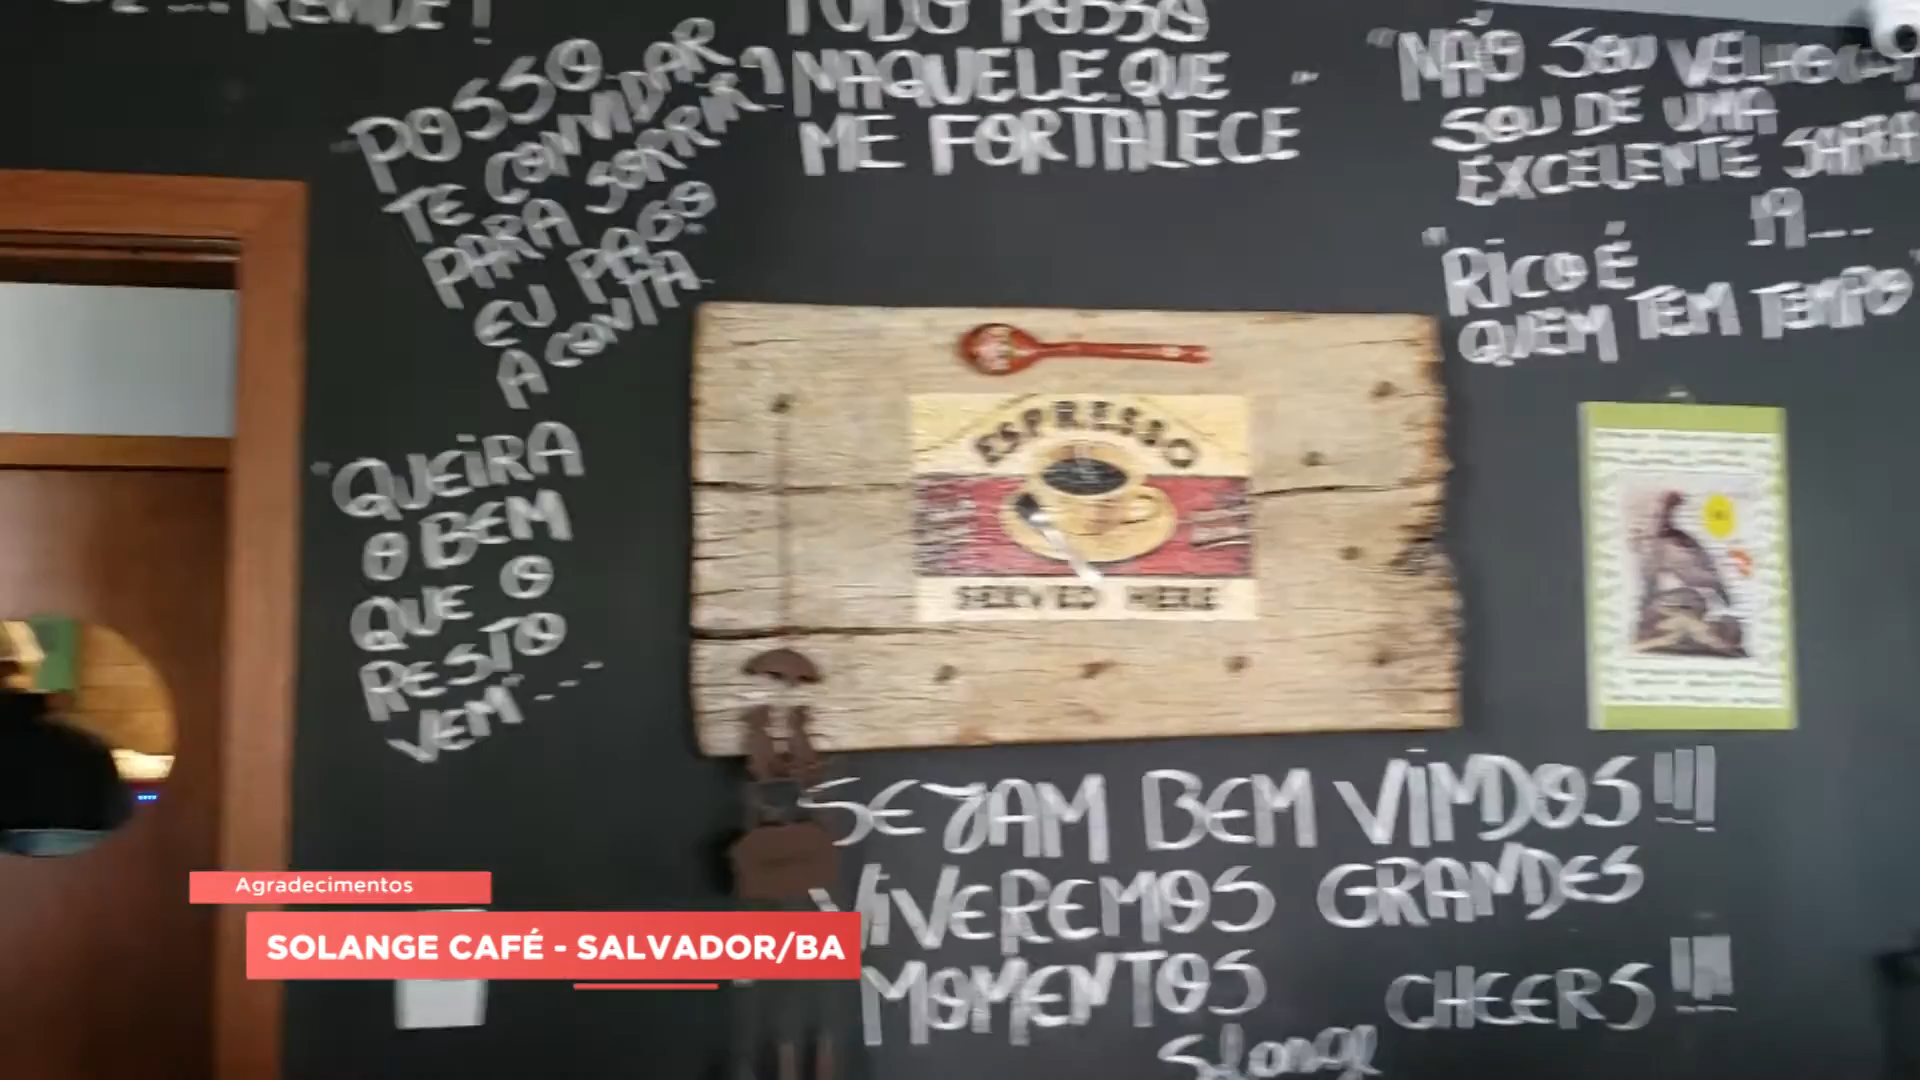 POSSO
TE CONVIDAR
PARA SORRIR?
EU PAGO
A CONTA
TUDO POSSO
NAQUELE QUE
ME FORTALECE
"NÃO SOU VELHO
SOU DE UMA
EXCELENTE SAFRA"
19...
"RICO É
QUEM TEM TEMPO"
"QUEIRA
O BEM
QUE O
RESTO
VEM"...
ESPRESSO
SERVED HERE
SEJAM BEM VINDOS!!!
VIVEREMOS GRANDES
MOMENTOS CHEERS!!!
Solange
Agradecimentos
SOLANGE CAFÉ - SALVADOR/BA